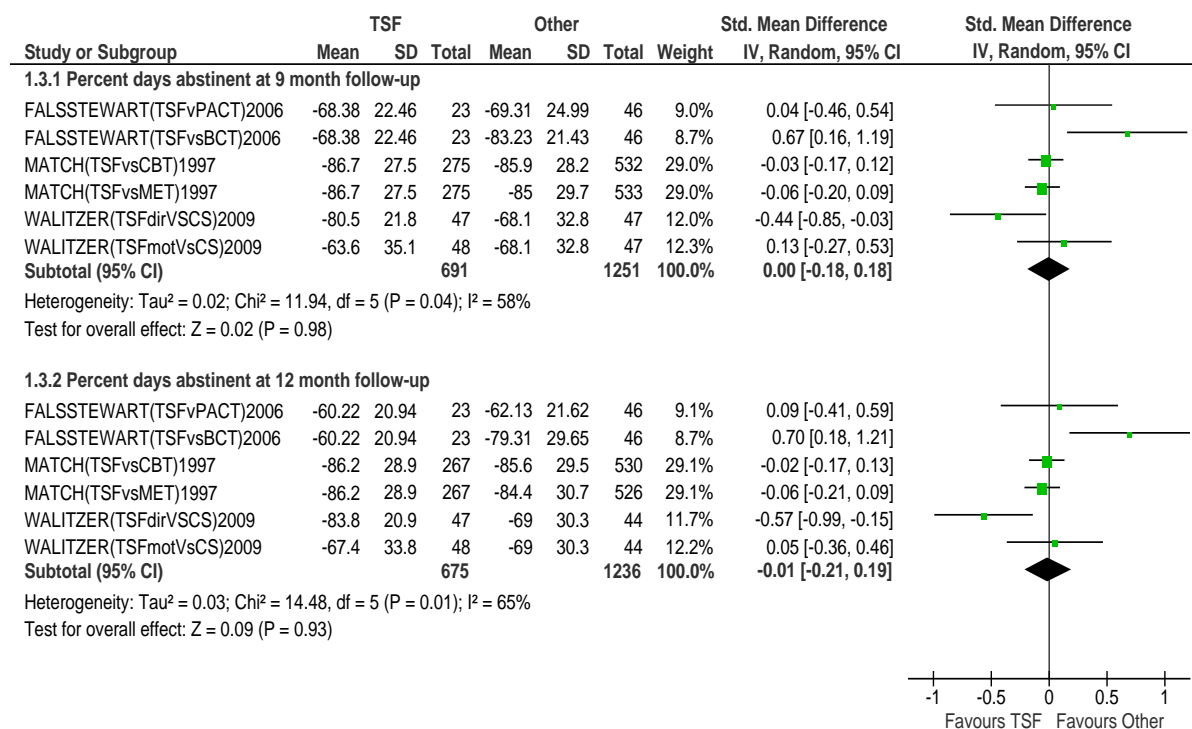 TSF Other Std. Mean Difference Std. Mean Difference
Study or Subgroup Mean SD Total Mean SD Total Weight IV, Random, 95% CI IV, Random, 95% CI
1.3.1 Percent days abstinent at 9 month follow-up
FALSSTEWART(TSFvPACT)2006 -68.38 22.46 23 -69.31 24.99 46 9.0% 0.04 [-0.46, 0.54]
FALSSTEWART(TSFvsBCT)2006 -68.38 22.46 23 -83.23 21.43 46 8.7% 0.67 [0.16, 1.19]
MATCH(TSFvsCBT)1997 -86.7 27.5 275 -85.9 28.2 532 29.0% -0.03 [-0.17, 0.12]
MATCH(TSFvsMET)1997 -86.7 27.5 275 -85 29.7 533 29.0% -0.06 [-0.20, 0.09]
WALITZER(TSFdirVSCS)2009 -80.5 21.8 47 -68.1 32.8 47 12.0% -0.44 [-0.85, -0.03]
WALITZER(TSFmotVsCS)2009 -63.6 35.1 48 -68.1 32.8 47 12.3% 0.13 [-0.27, 0.53]
Subtotal (95% CI) 691 1251 100.0% 0.00 [-0.18, 0.18]
Heterogeneity: Tau² = 0.02; Chi² = 11.94, df = 5 (P = 0.04); I² = 58%
Test for overall effect: Z = 0.02 (P = 0.98)
1.3.2 Percent days abstinent at 12 month follow-up
FALSSTEWART(TSFvPACT)2006 -60.22 20.94 23 -62.13 21.62 46 9.1% 0.09 [-0.41, 0.59]
FALSSTEWART(TSFvsBCT)2006 -60.22 20.94 23 -79.31 29.65 46 8.7% 0.70 [0.18, 1.21]
MATCH(TSFvsCBT)1997 -86.2 28.9 267 -85.6 29.5 530 29.1% -0.02 [-0.17, 0.13]
MATCH(TSFvsMET)1997 -86.2 28.9 267 -84.4 30.7 526 29.1% -0.06 [-0.21, 0.09]
WALITZER(TSFdirVSCS)2009 -83.8 20.9 47 -69 30.3 44 11.7% -0.57 [-0.99, -0.15]
WALITZER(TSFmotVsCS)2009 -67.4 33.8 48 -69 30.3 44 12.2% 0.05 [-0.36, 0.46]
Subtotal (95% CI) 675 1236 100.0% -0.01 [-0.21, 0.19]
Heterogeneity: Tau² = 0.03; Chi² = 14.48, df = 5 (P = 0.01); I² = 65%
Test for overall effect: Z = 0.09 (P = 0.93)
-1 -0.5 0 0.5 1
Favours TSF Favours Other